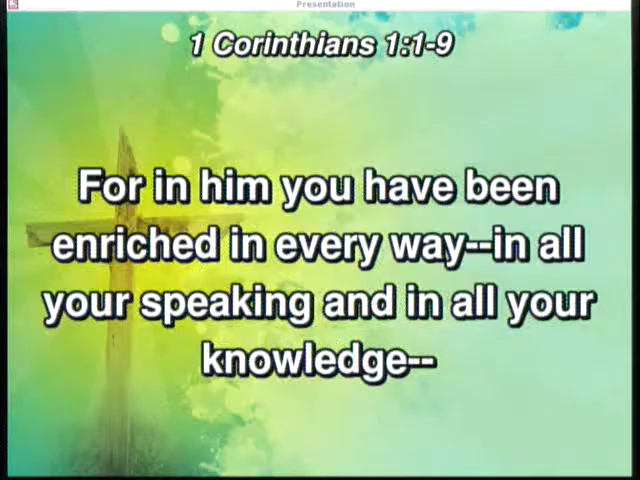 Presentation
1 Corinthians 1:1-9
For in him you have been
enriched in every way--in all
your speaking and in all your
knowledge--